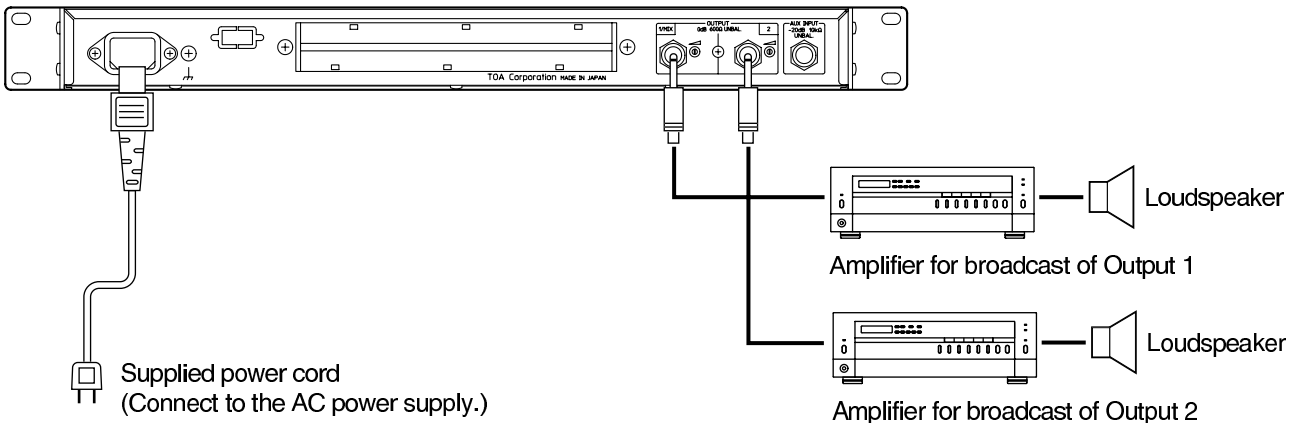 OUTPUT
1/MIX 0dB 600Ω UNBAL. 2
AUX INPUT
-20dB 10kΩ
UNBAL.
TOA Corporation MADE IN JAPAN
Loudspeaker
Amplifier for broadcast of Output 1
Loudspeaker
Amplifier for broadcast of Output 2
Supplied power cord
(Connect to the AC power supply.)